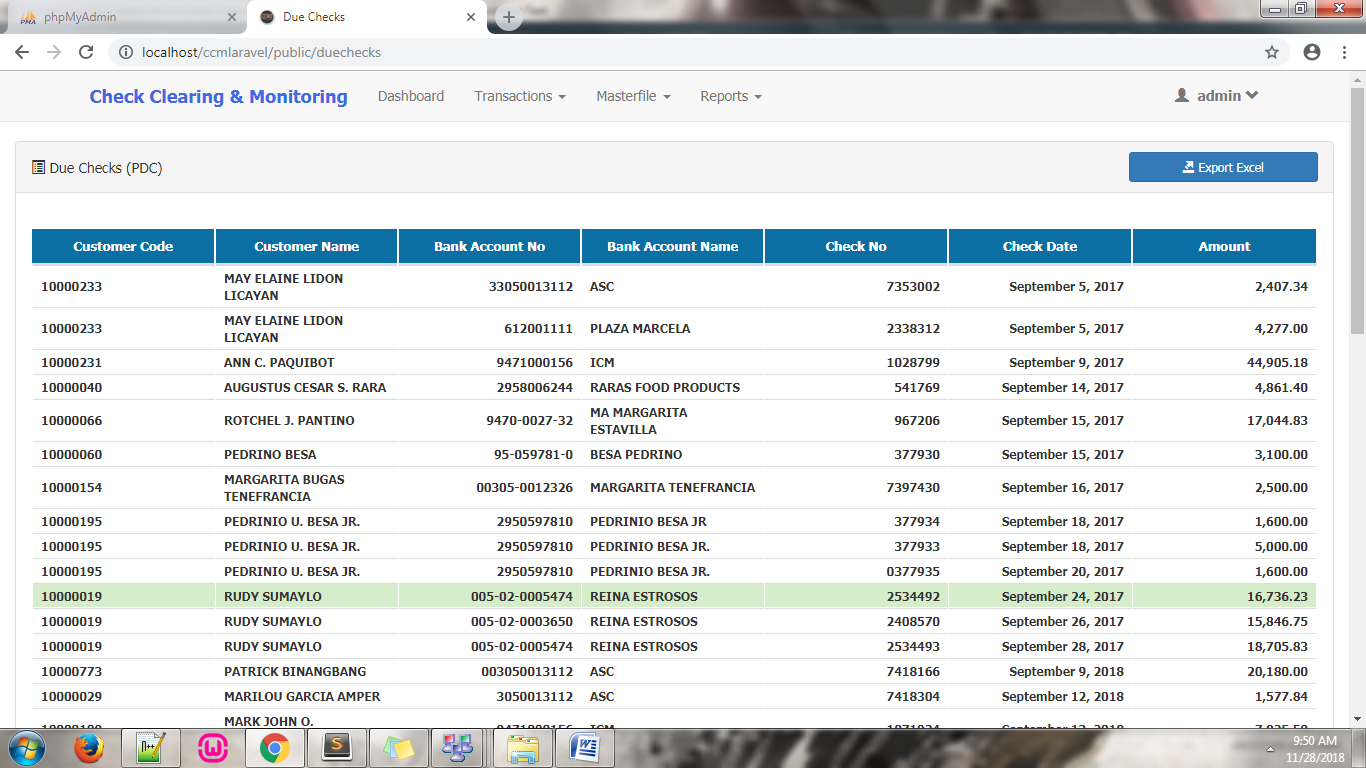 phpMyAdmin
Due Checks
localhost/ccmlaravel/public/duechecks
Check Clearing & Monitoring Dashboard Transactions Masterfile Reports admin
Due Checks (PDC) Export Excel
Customer Code Customer Name Bank Account No Bank Account Name Check No Check Date Amount
10000233 MAY ELAINE LIDON LICAYAN 33050013112 ASC 7353002 September 5, 2017 2,407.34
10000233 MAY ELAINE LIDON LICAYAN 612001111 PLAZA MARCELA 2338312 September 5, 2017 4,277.00
10000231 ANN C. PAQUIBOT 9471000156 ICM 1028799 September 9, 2017 44,905.18
10000040 AUGUSTUS CESAR S. RARA 2958006244 RARAS FOOD PRODUCTS 541769 September 14, 2017 4,861.40
10000066 ROTCHEL J. PANTINO 9470-0027-32 MA MARGARITA ESTAVILLA 967206 September 15, 2017 17,044.83
10000060 PEDRINO BESA 95-059781-0 BESA PEDRINO 377930 September 15, 2017 3,100.00
10000154 MARGARITA BUGAS TENEFRANCIA 00305-0012326 MARGARITA TENEFRANCIA 7397430 September 16, 2017 2,500.00
10000195 PEDRINIO U. BESA JR. 2950597810 PEDRINIO BESA JR 377934 September 18, 2017 1,600.00
10000195 PEDRINIO U. BESA JR. 2950597810 PEDRINIO BESA JR. 377933 September 18, 2017 5,000.00
10000195 PEDRINIO U. BESA JR. 2950597810 PEDRINIO BESA JR. 0377935 September 20, 2017 1,600.00
10000019 RUDY SUMAYLO 005-02-0005474 REINA ESTROSOS 2534492 September 24, 2017 16,736.23
10000019 RUDY SUMAYLO 005-02-0003650 REINA ESTROSOS 2408570 September 26, 2017 15,846.75
10000019 RUDY SUMAYLO 005-02-0005474 REINA ESTROSOS 2534493 September 28, 2017 18,705.83
10000773 PATRICK BINANGBANG 003050013112 ASC 7418166 September 9, 2018 20,180.00
10000029 MARILOU GARCIA AMPER 3050013112 ASC 7418304 September 12, 2018 1,577.84
MARK JOHN O.
9:50 AM
11/28/2018